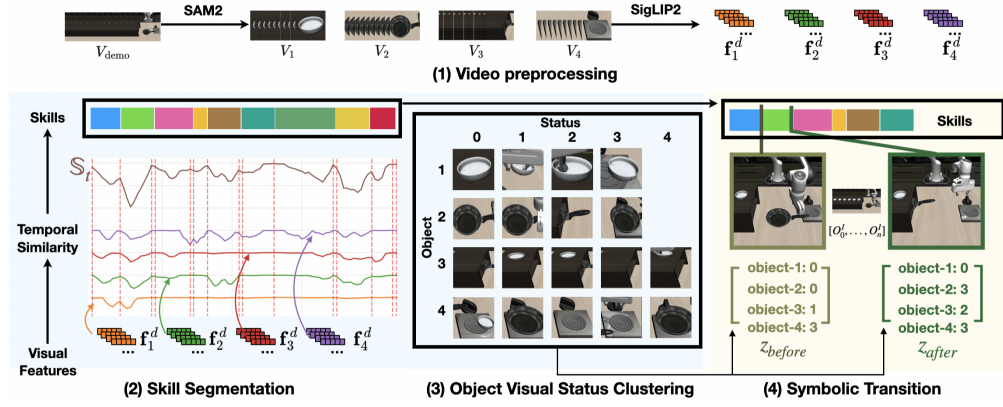 SAM2
SigLIP2
V_demo
V_1
V_2
V_3
V_4
...
...
...
...
f_1^d
f_2^d
f_3^d
f_4^d
(1) Video preprocessing
Skills
𝕊_t
Temporal
Similarity
Visual
Features
f_1^d
f_2^d
f_3^d
f_4^d
...
...
...
...
(2) Skill Segmentation
Status
0 1 2 3 4
Object
1
2
3
4
(3) Object Visual Status Clustering
Skills
[O_0^I, ..., O_n^I]
object-1: 0
object-2: 0
object-3: 1
object-4: 3
z_before
object-1: 0
object-2: 3
object-3: 2
object-4: 3
z_after
(4) Symbolic Transition